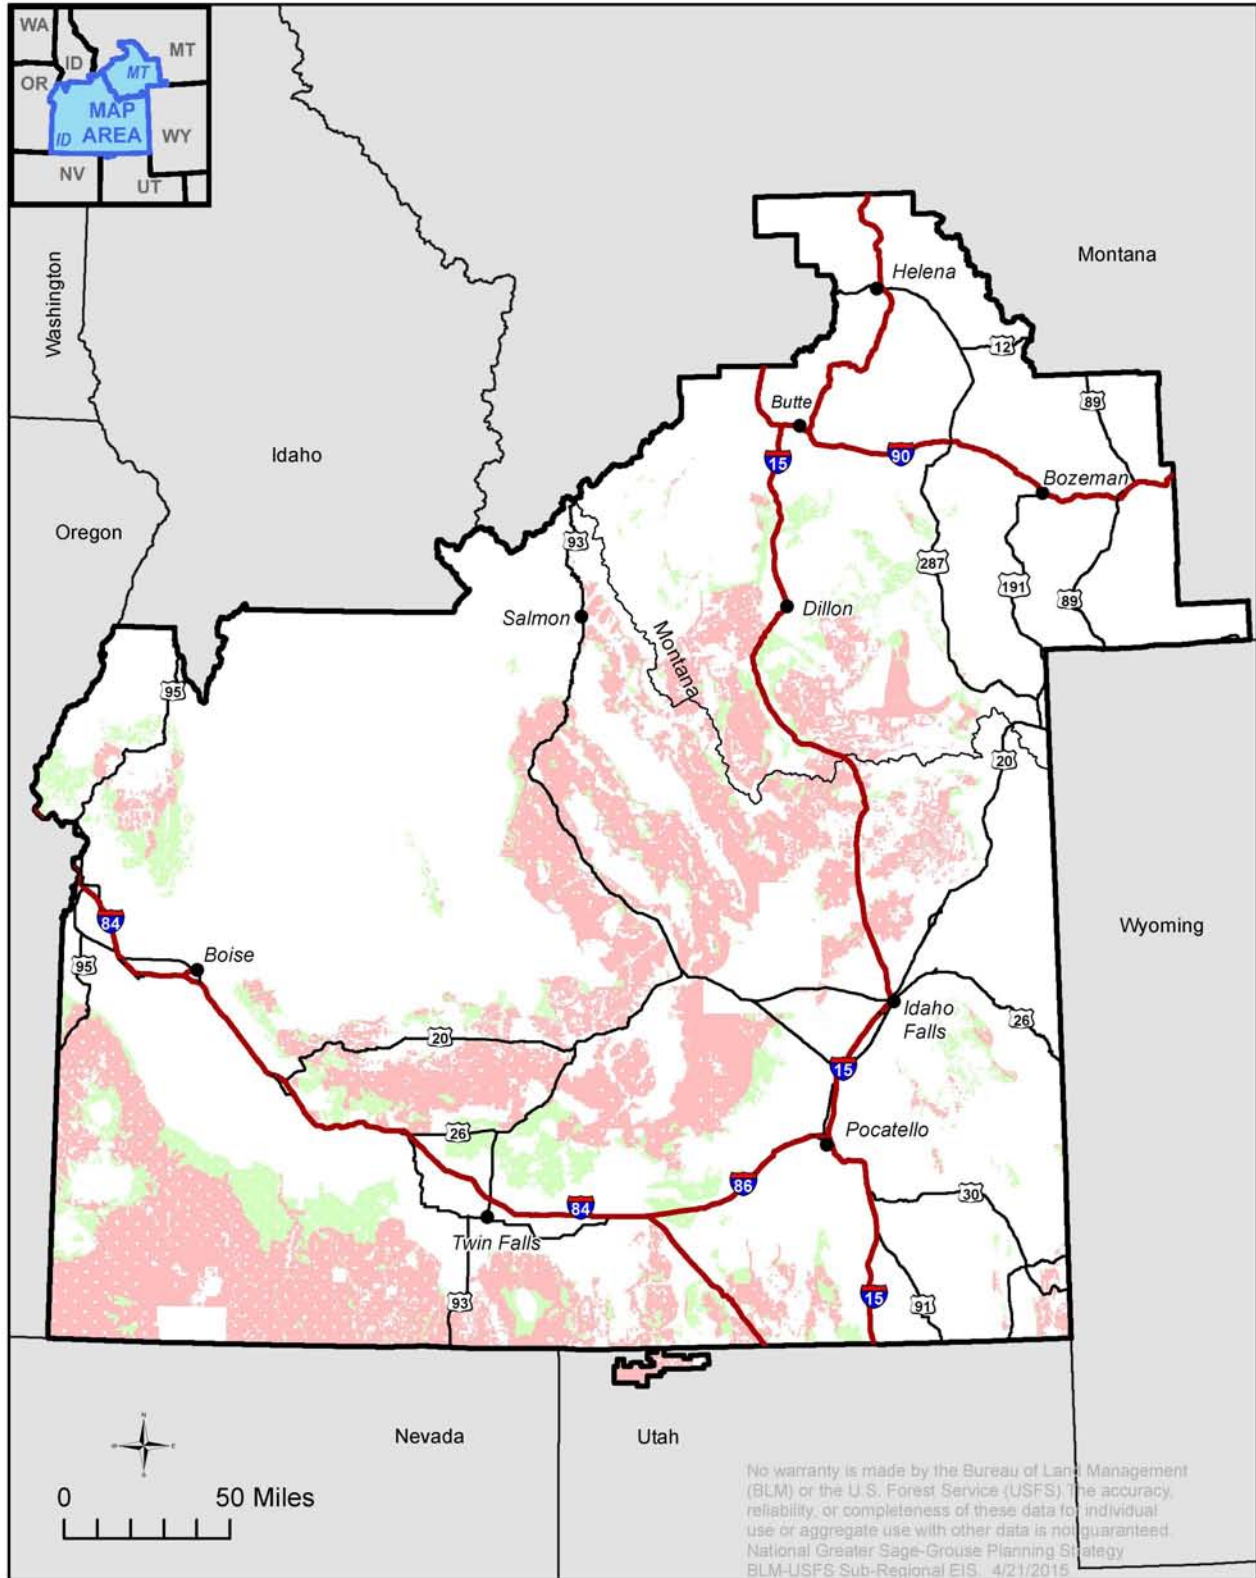 WA
ID
MT
OR
MT
MAP
AREA
ID
WY
NV
UT
Washington
Montana
Helena
12
89
Butte
Idaho
15
90
Bozeman
Oregon
93
287
191
89
Salmon
Dillon
Montana
95
20
84
Wyoming
Boise
95
Idaho
Falls
26
20
15
26
Pocatello
86
30
84
Twin Falls
93
15
91
Nevada
Utah
0 50 Miles
N
W E
S
No warranty is made by the Bureau of Land Management
(BLM) or the U.S. Forest Service (USFS). The accuracy,
reliability, or completeness of these data for individual
use or aggregate use with other data is not guaranteed.
National Greater Sage-Grouse Planning Strategy
BLM-USFS Sub-Regional EIS. 4/21/2015